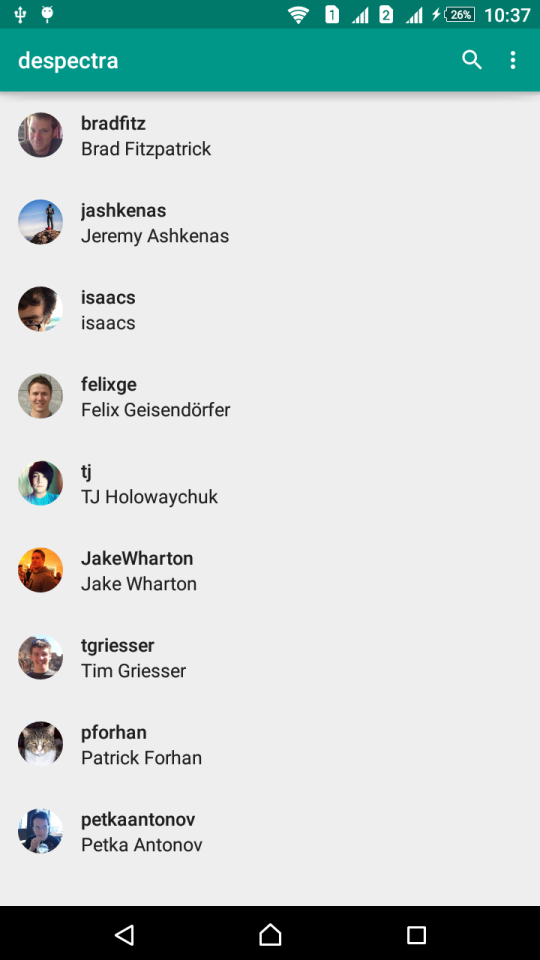 1 2 26% 10:37
despectra
bradfitz
Brad Fitzpatrick
jashkenas
Jeremy Ashkenas
isaacs
isaacs
felixge
Felix Geisendörfer
tj
TJ Holowaychuk
JakeWharton
Jake Wharton
tgriesser
Tim Griesser
pforhan
Patrick Forhan
petkaantonov
Petka Antonov